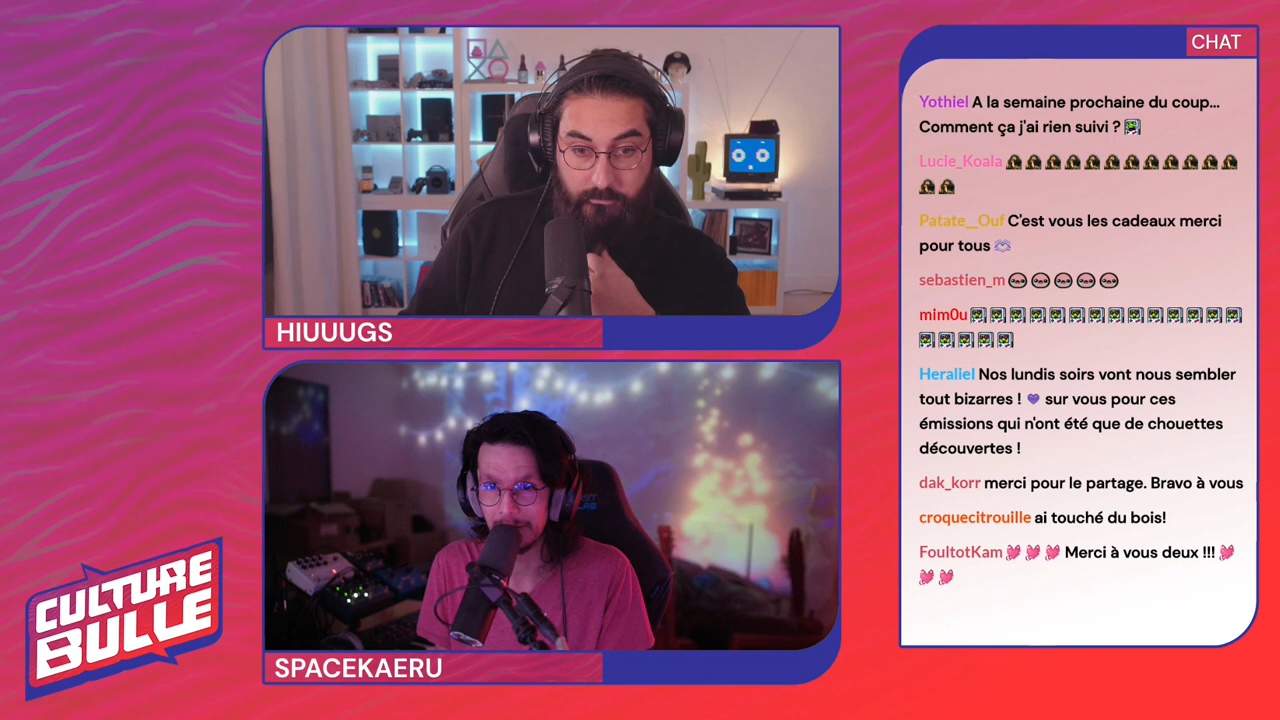 CHAT
Yothiel A la semaine prochaine du coup...
Comment ça j'ai rien suivi ?
Lucie_Koala
Patate__Ouf C'est vous les cadeaux merci
pour tous
sebastien_m
mim0u
Heraliel Nos lundis soirs vont nous sembler
tout bizarres ! 💜 sur vous pour ces
émissions qui n'ont été que de chouettes
découvertes !
dak_korr merci pour le partage. Bravo à vous
croquecitrouille ai touché du bois!
FoultotKam 💓 💓 💓 Merci à vous deux !!! 💓
💓 💓
HIUUUGS
SPACEKAERU
CULTURE
BULLE